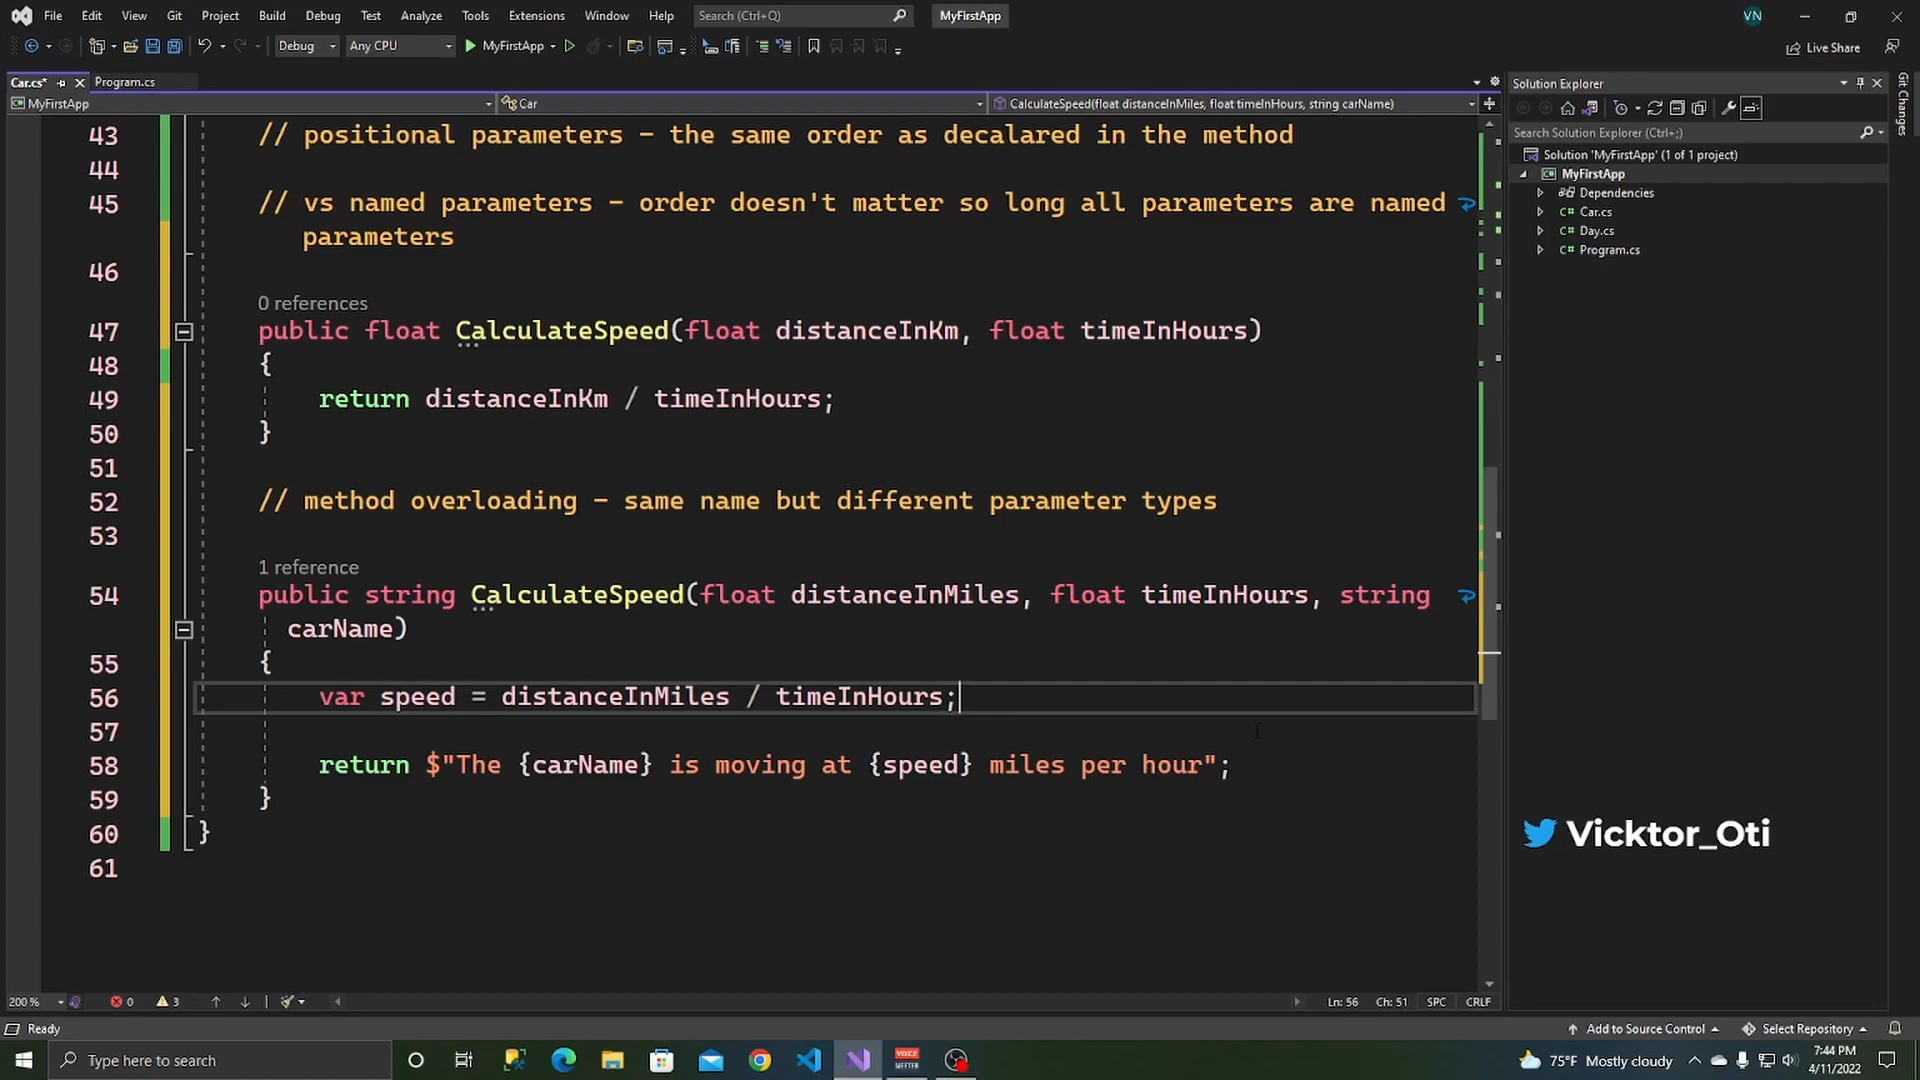 File Edit View Git Project Build Debug Test Analyze Tools Extensions Window Help Search (Ctrl+Q) MyFirstApp VN
Debug Any CPU MyFirstApp Live Share
Car.cs* Program.cs
MyFirstApp Car CalculateSpeed(float distanceInMiles, float timeInHours, string carName)
43 // positional parameters - the same order as decalared in the method
44
45 // vs named parameters - order doesn't matter so long all parameters are named
parameters
46
0 references
47 public float CalculateSpeed(float distanceInKm, float timeInHours)
48 {
49 return distanceInKm / timeInHours;
50 }
51
52 // method overloading - same name but different parameter types
53
1 reference
54 public string CalculateSpeed(float distanceInMiles, float timeInHours, string
carName)
55 {
56 var speed = distanceInMiles / timeInHours;
57
58 return $"The {carName} is moving at {speed} miles per hour";
59 }
60 }
61
Solution Explorer
Search Solution Explorer (Ctrl+;)
Solution 'MyFirstApp' (1 of 1 project)
MyFirstApp
Dependencies
C# Car.cs
C# Day.cs
C# Program.cs
Git Changes
Vicktor_Oti
200 % 0 3 Ln: 56 Ch: 51 SPC CRLF
Ready Add to Source Control Select Repository
Type here to search VOICE MEETER 75°F Mostly cloudy 7:44 PM
4/11/2022